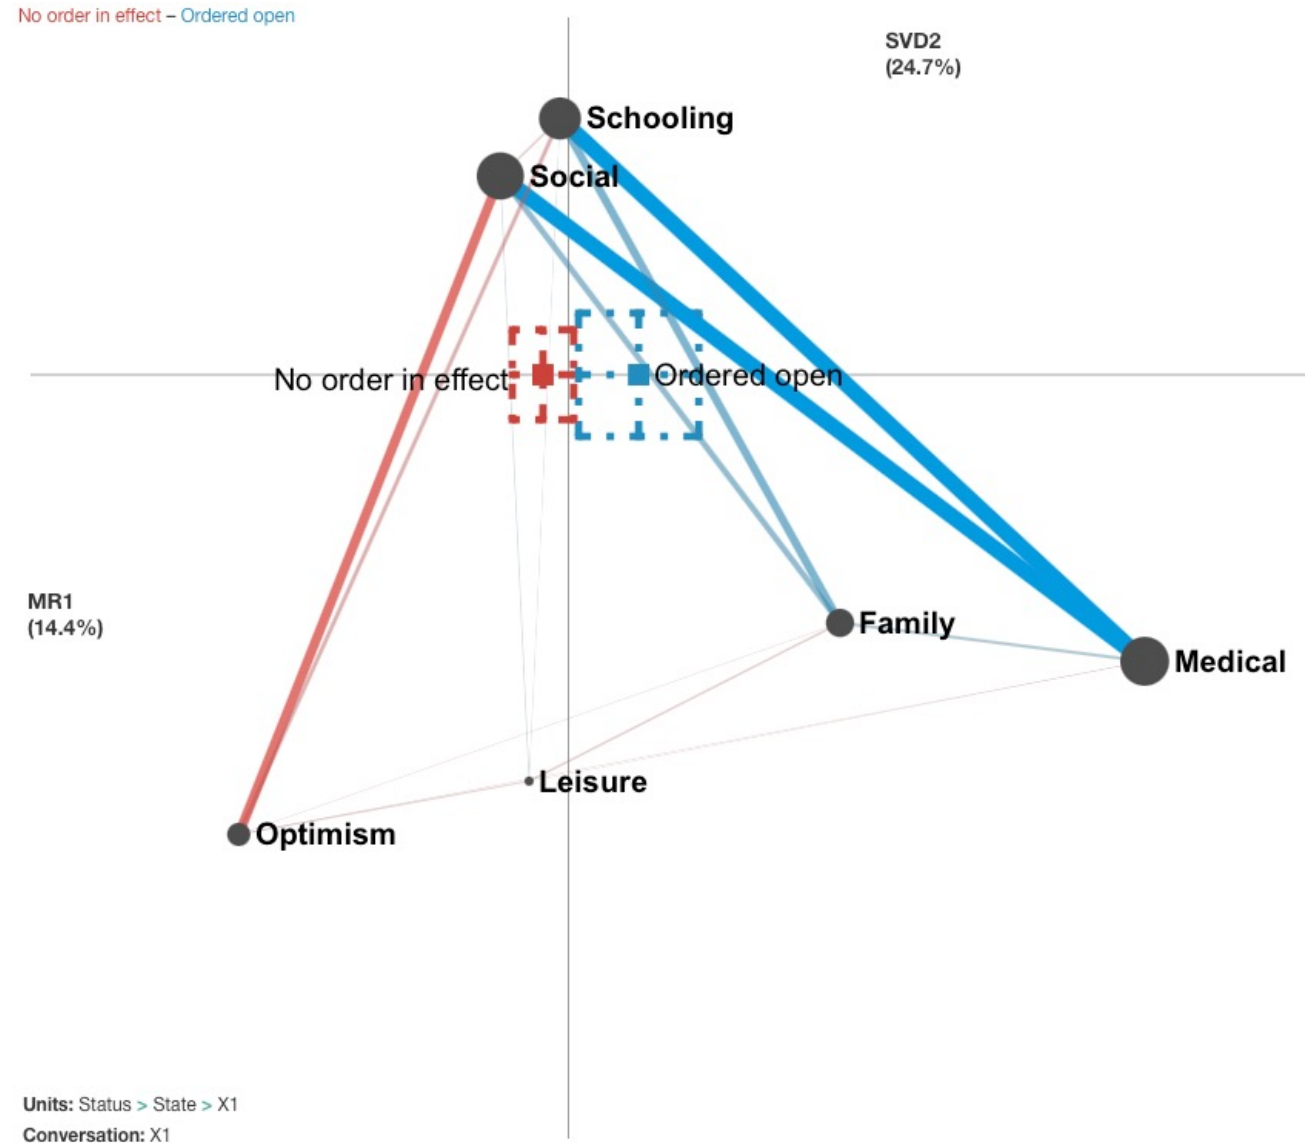 No order in effect – Ordered open
SVD2
(24.7%)
Schooling
Social
No order in effect
Ordered open
MR1
(14.4%)
Family
Medical
Leisure
Optimism
Units: Status > State > X1
Conversation: X1